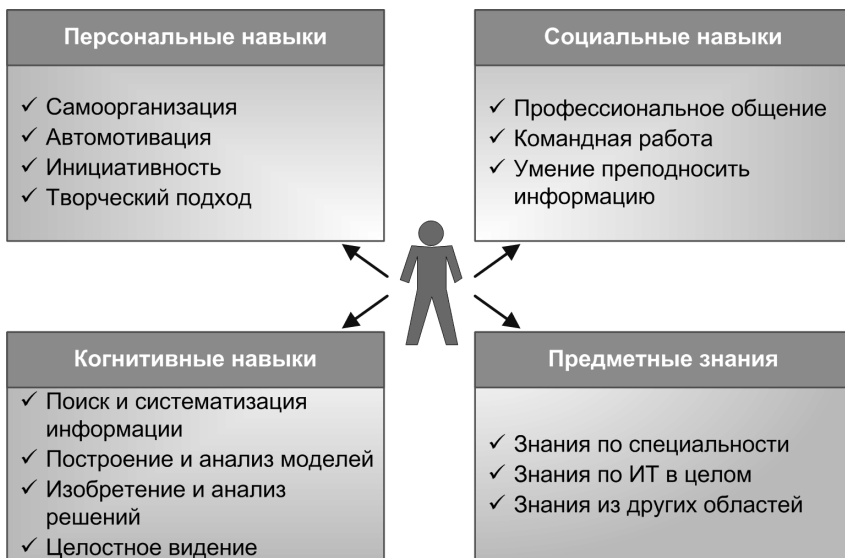 Персональные навыки
✓ Самоорганизация
✓ Автомотивация
✓ Инициативность
✓ Творческий подход
Социальные навыки
✓ Профессиональное общение
✓ Командная работа
✓ Умение преподносить
информацию
Когнитивные навыки
✓ Поиск и систематизация
информации
✓ Построение и анализ моделей
✓ Изобретение и анализ
решений
✓ Целостное видение
Предметные знания
✓ Знания по специальности
✓ Знания по ИТ в целом
✓ Знания из других областей